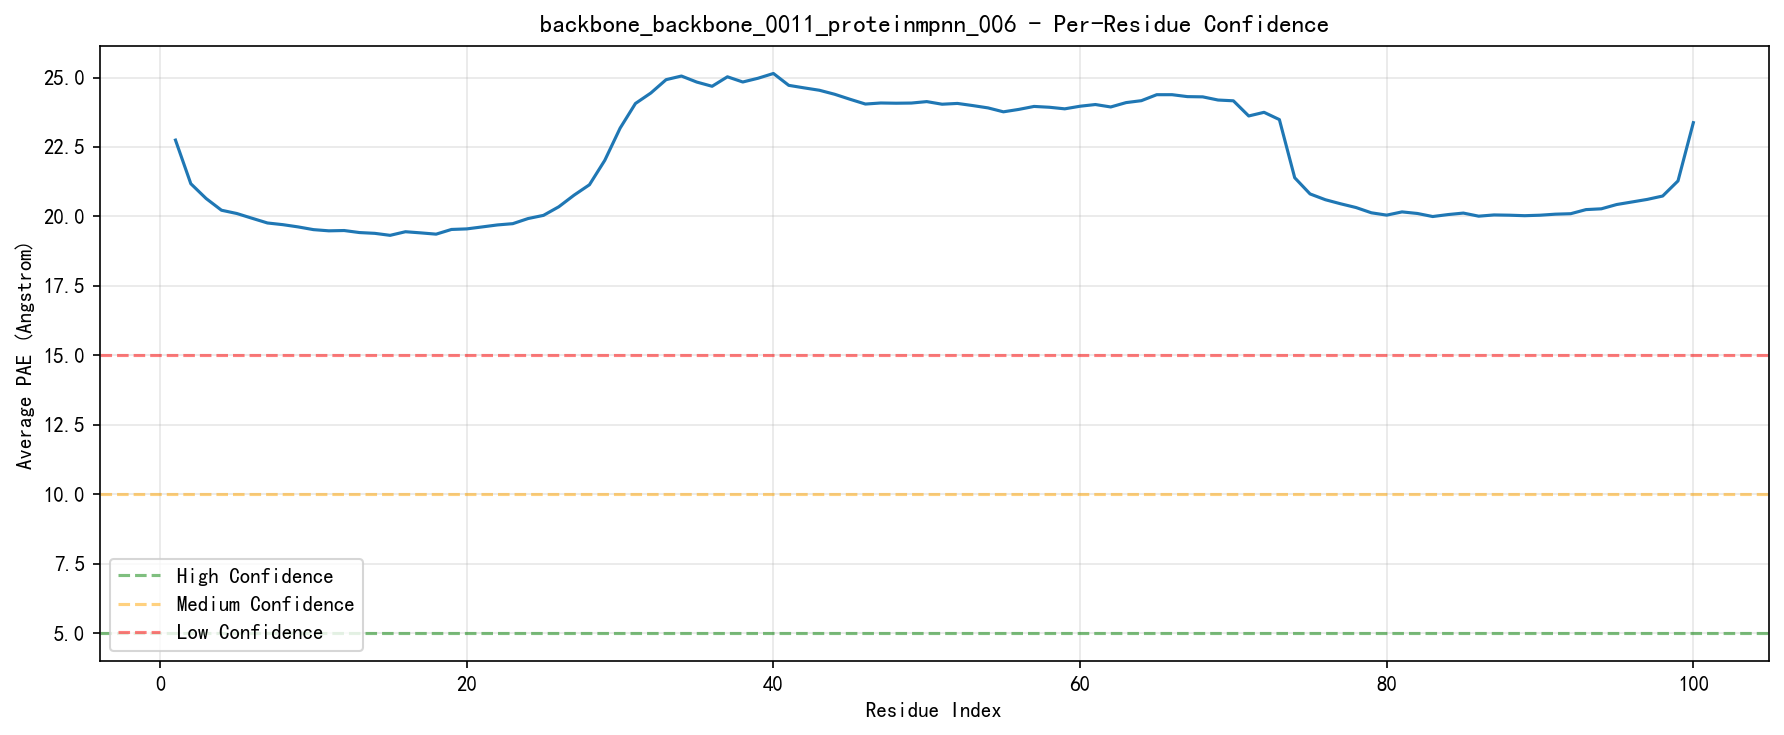 backbone_backbone_0011_proteinmpnn_006 - Per-Residue Confidence
Average PAE (Angstrom)
25.0
22.5
20.0
17.5
15.0
12.5
10.0
7.5
5.0
High Confidence
Medium Confidence
Low Confidence
0 20 40 60 80 100
Residue Index